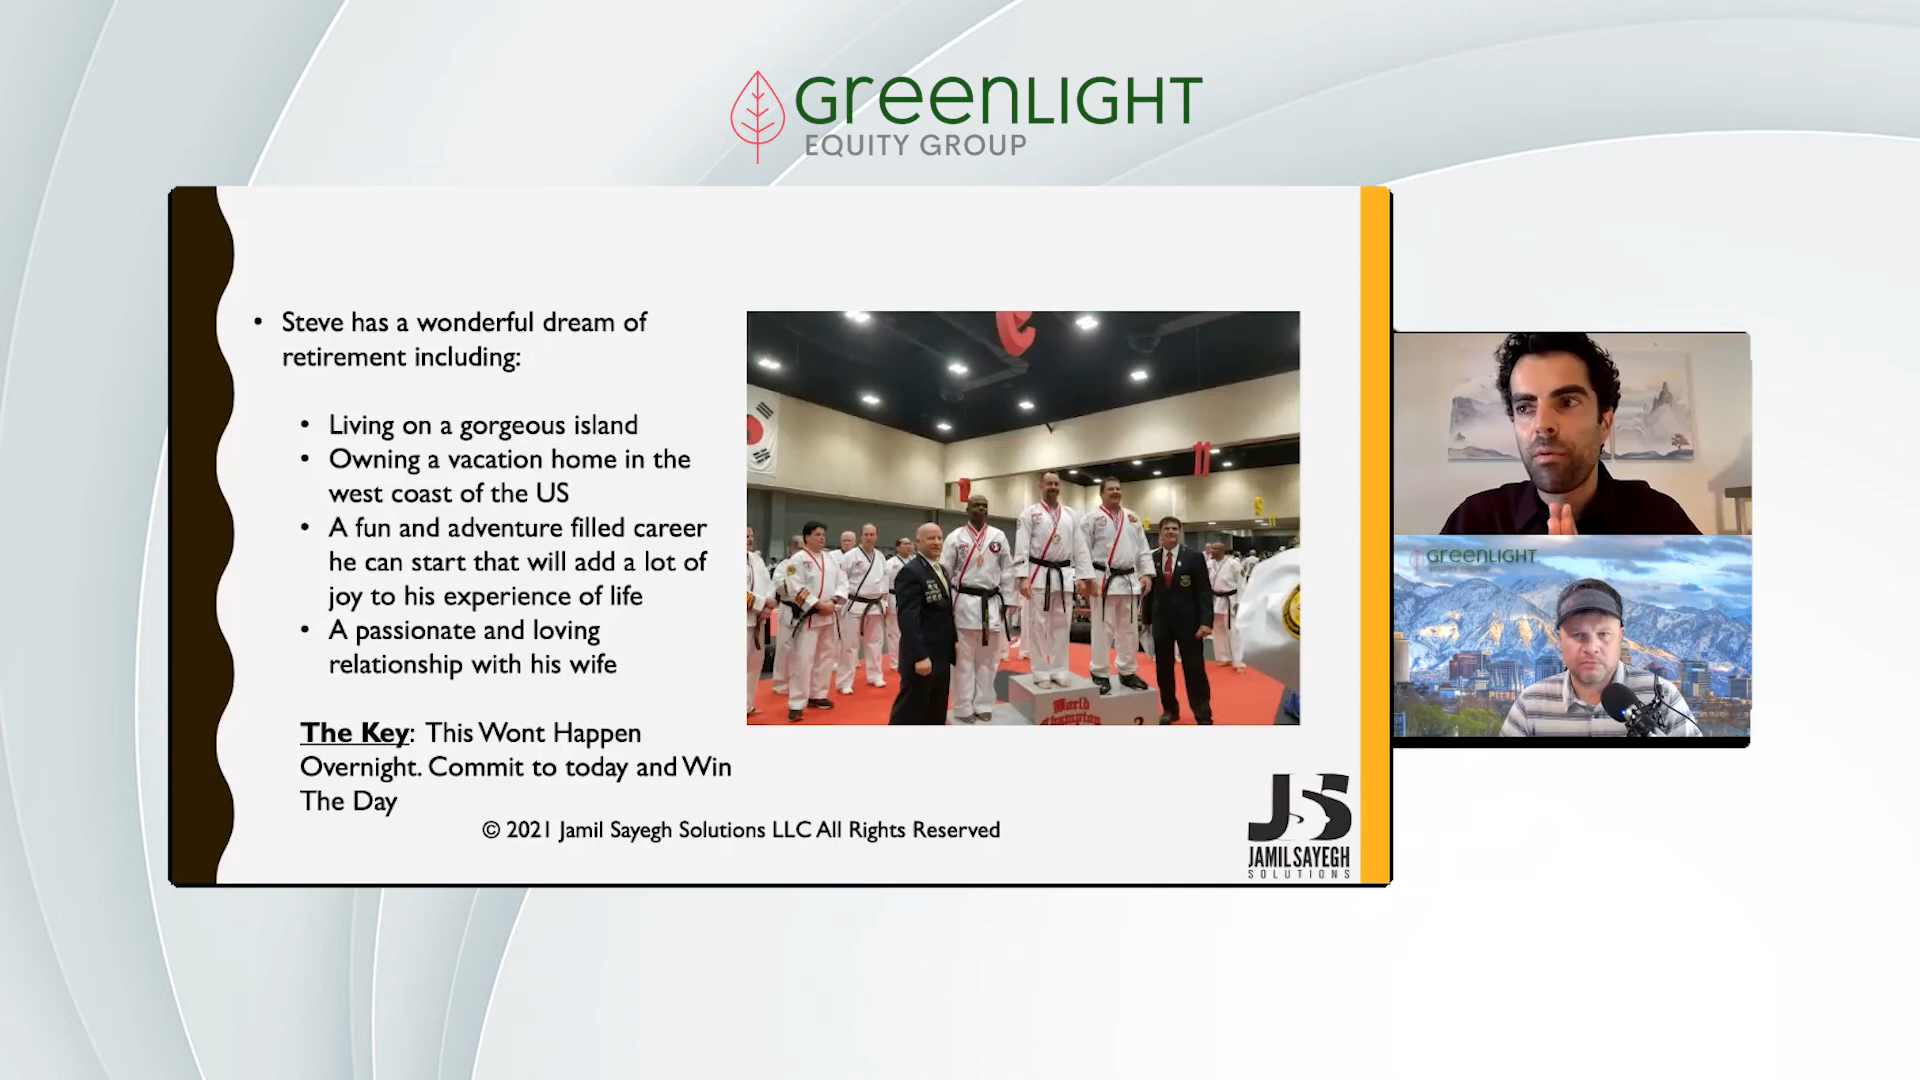 GreenLIGHT
EQUITY GROUP
• Steve has a wonderful dream of
retirement including:
• Living on a gorgeous island
• Owning a vacation home in the
west coast of the US
• A fun and adventure filled career
he can start that will add a lot of
joy to his experience of life
• A passionate and loving
relationship with his wife
The Key: This Wont Happen
Overnight. Commit to today and Win
The Day
© 2021 Jamil Sayegh Solutions LLC All Rights Reserved
World
Champion
2
JSS
JAMIL SAYEGH
SOLUTIONS
GreenLIGHT